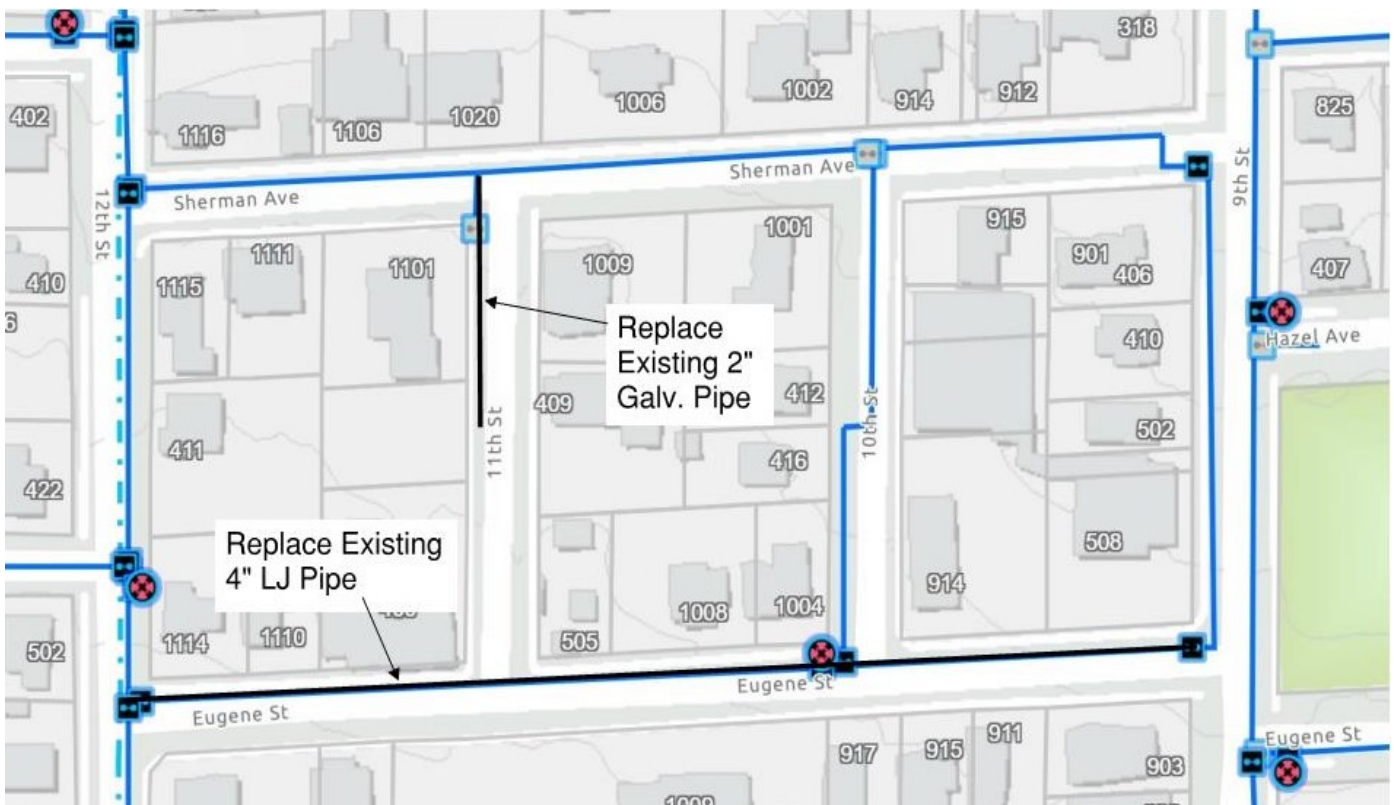 318
402
1116
1106
1020
1006
1002
914
912
825
Sherman Ave
Sherman Ave
12th St
9th St
410
1115
1111
1101
1009
1001
915
901
406
407
Replace
Existing 2"
Galv. Pipe
Hazel Ave
410
409
412
11th St
10th St
411
416
502
422
Replace Existing
4" LJ Pipe
508
914
1114
1110
505
1008
1004
502
Eugene St
Eugene St
Eugene St
917
915
911
903